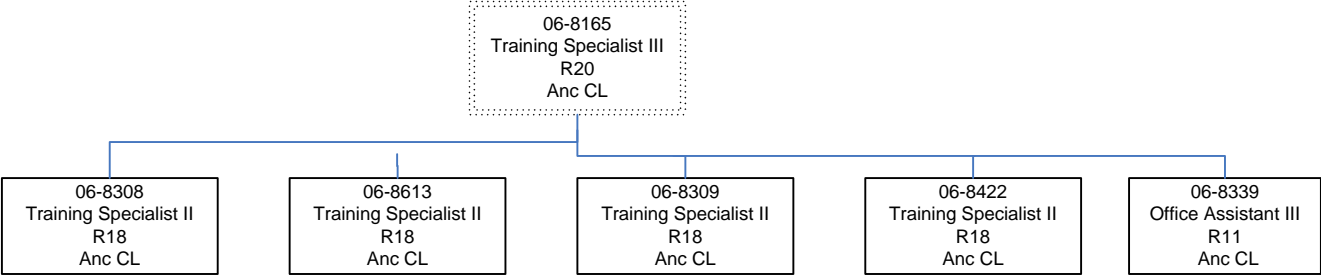 06-8165
Training Specialist III
R20
Anc CL
06-8308
Training Specialist II
R18
Anc CL
06-8613
Training Specialist II
R18
Anc CL
06-8309
Training Specialist II
R18
Anc CL
06-8422
Training Specialist II
R18
Anc CL
06-8339
Office Assistant III
R11
Anc CL